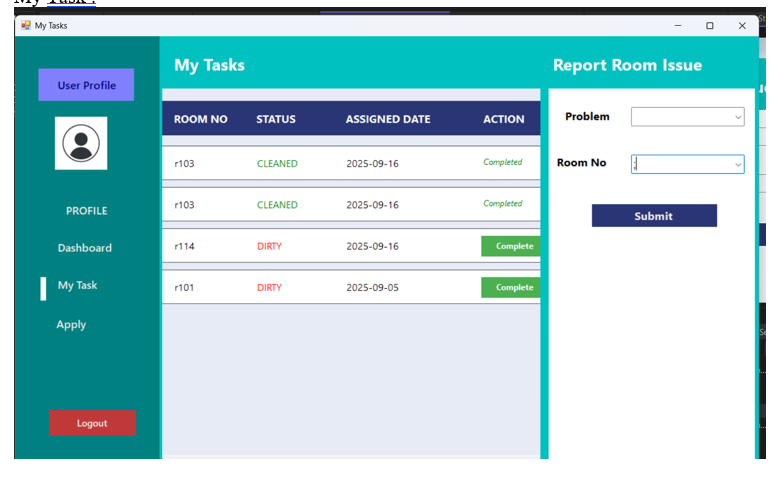 My Task :
My Tasks
User Profile
PROFILE
Dashboard
My Task
Apply
Logout
My Tasks
ROOM NO STATUS ASSIGNED DATE ACTION
r103 CLEANED 2025-09-16 Completed
r103 CLEANED 2025-09-16 Completed
r114 DIRTY 2025-09-16 Complete
r101 DIRTY 2025-09-05 Complete
Report Room Issue
Problem
Room No
Submit